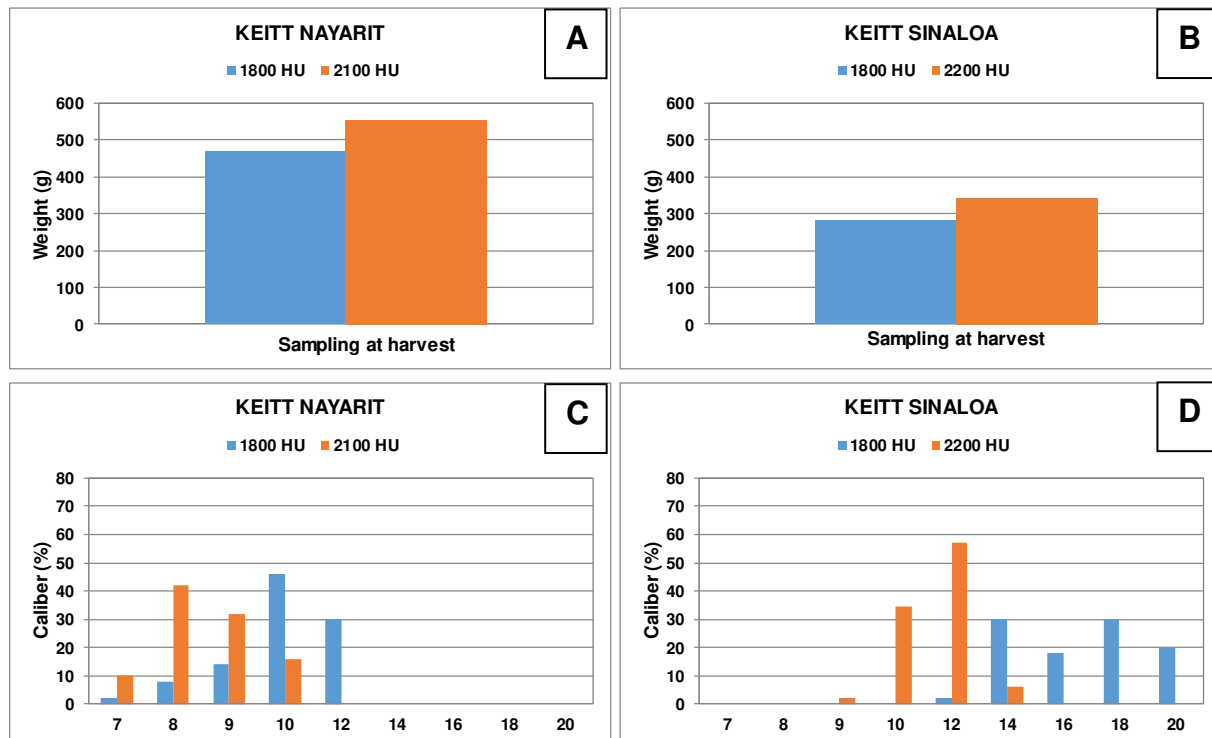 KEITT NAYARIT
A
1800 HU 2100 HU
600
500
400
300
200
100
0
Weight (g)
Sampling at harvest
KEITT SINALOA
B
1800 HU 2200 HU
600
500
400
300
200
100
0
Weight (g)
Sampling at harvest
KEITT NAYARIT
C
1800 HU 2100 HU
80
70
60
50
40
30
20
10
0
Caliber (%)
7 8 9 10 12 14 16 18 20
KEITT SINALOA
D
1800 HU 2200 HU
80
70
60
50
40
30
20
10
0
Caliber (%)
7 8 9 10 12 14 16 18 20